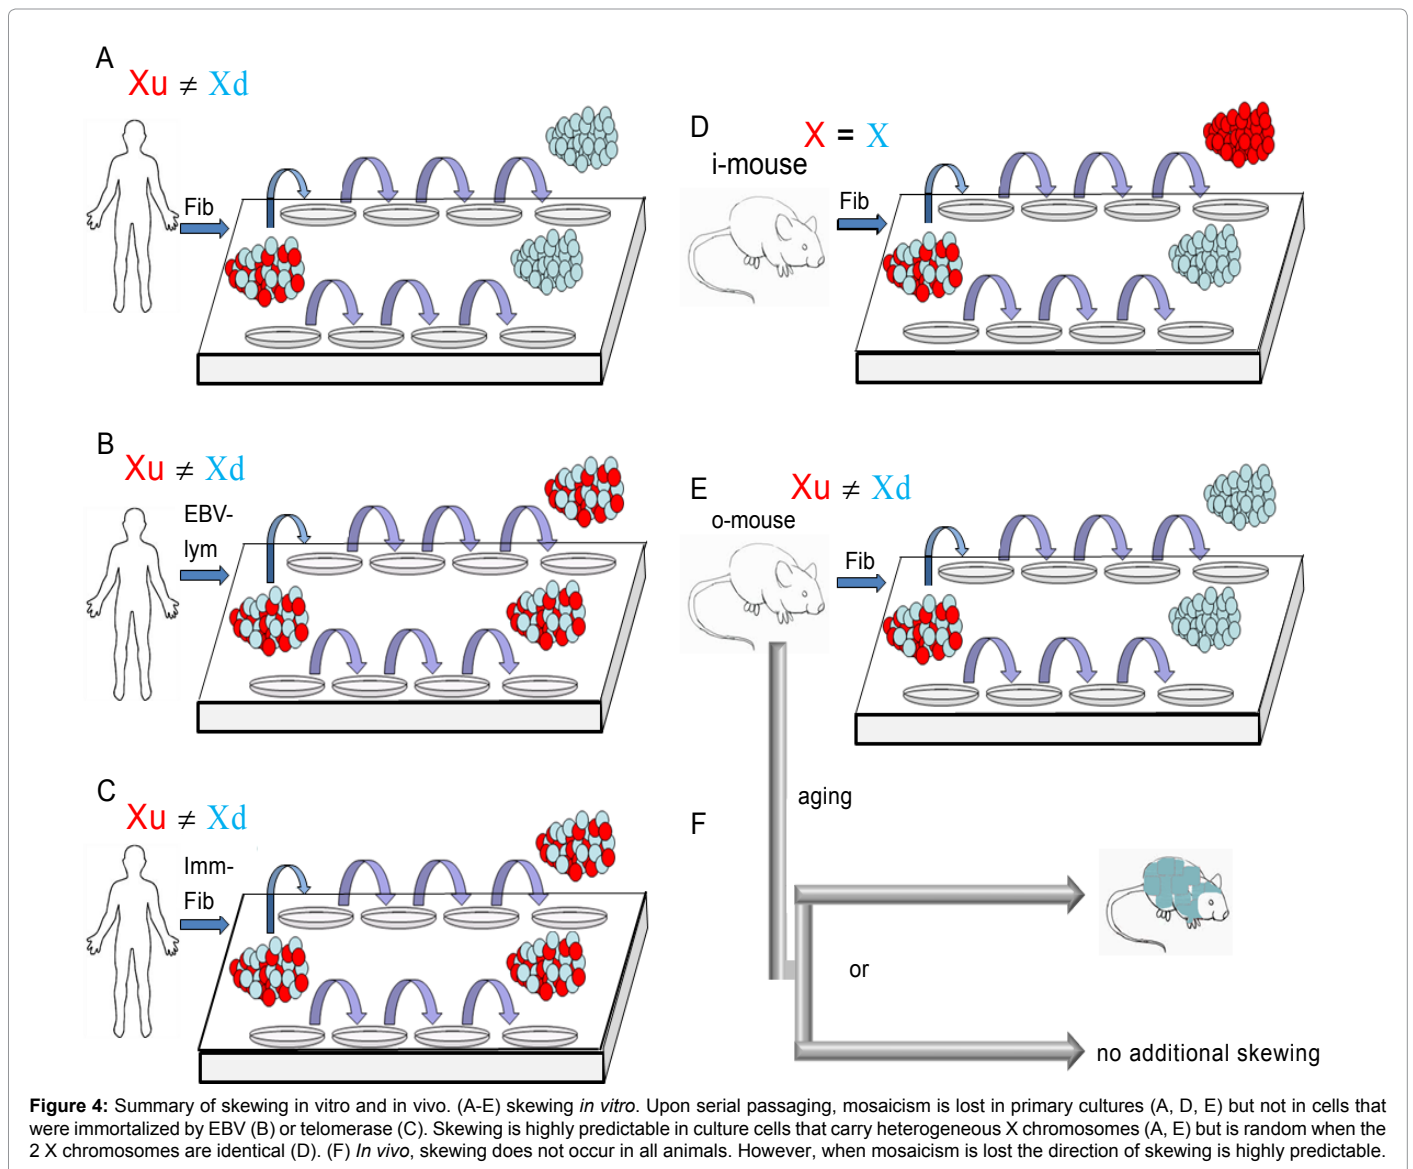 A
Xu ≠ Xd
Fib
B
Xu ≠ Xd
EBV-
lym
C
Xu ≠ Xd
Imm-
Fib
D
X = X
i-mouse
Fib
E
Xu ≠ Xd
o-mouse
Fib
aging
F
or
no additional skewing
Figure 4: Summary of skewing in vitro and in vivo. (A-E) skewing in vitro. Upon serial passaging, mosaicism is lost in primary cultures (A, D, E) but not in cells that
were immortalized by EBV (B) or telomerase (C). Skewing is highly predictable in culture cells that carry heterogeneous X chromosomes (A, E) but is random when the
2 X chromosomes are identical (D). (F) In vivo, skewing does not occur in all animals. However, when mosaicism is lost the direction of skewing is highly predictable.